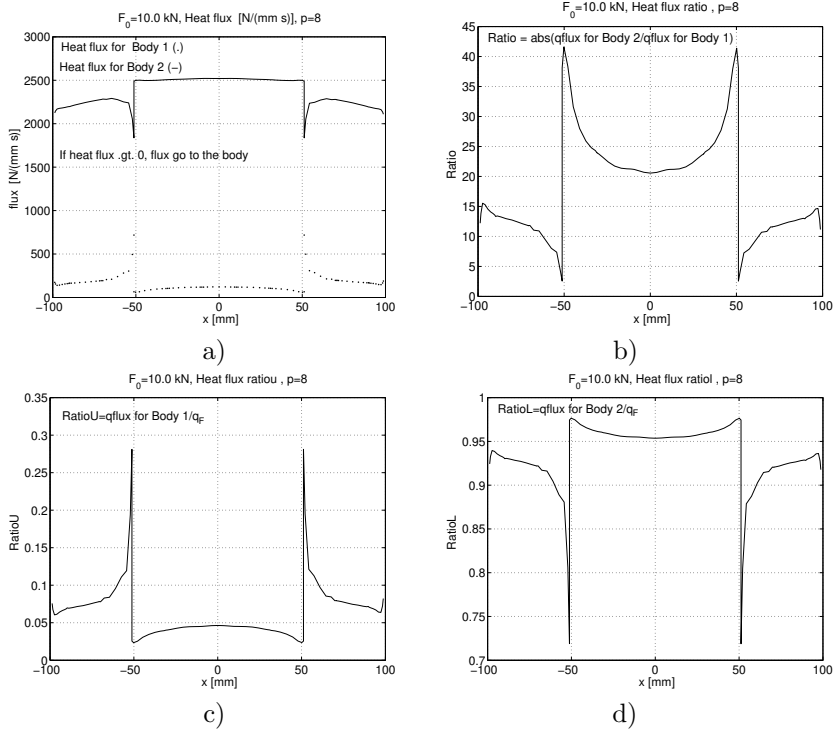 F0=10.0 kN, Heat flux [N/(mm s], p=8
Heat flux for Body 1 (.)
Heat flux for Body 2 (−)
If heat flux .gt. 0, flux go to the body
flux [N/(mm s)]
3000
2500
2000
1500
1000
500
0
−100
−50
0
50
100
x [mm]
a)
F0=10.0 kN, Heat flux ratio , p=8
Ratio = abs(qflux for Body 2/qflux for Body 1)
Ratio
45
40
35
30
25
20
15
10
5
0
−100
−50
0
50
100
x [mm]
b)
F0=10.0 kN, Heat flux ratiou , p=8
RatioU=qflux for Body 1/qF
RatioU
0.35
0.3
0.25
0.2
0.15
0.1
0.05
0
−100
−50
0
50
100
x [mm]
c)
F0=10.0 kN, Heat flux ratiol , p=8
RatioL=qflux for Body 2/qF
RatioL
1
0.95
0.9
0.85
0.8
0.75
0.7
−100
−50
0
50
100
x [mm]
d)